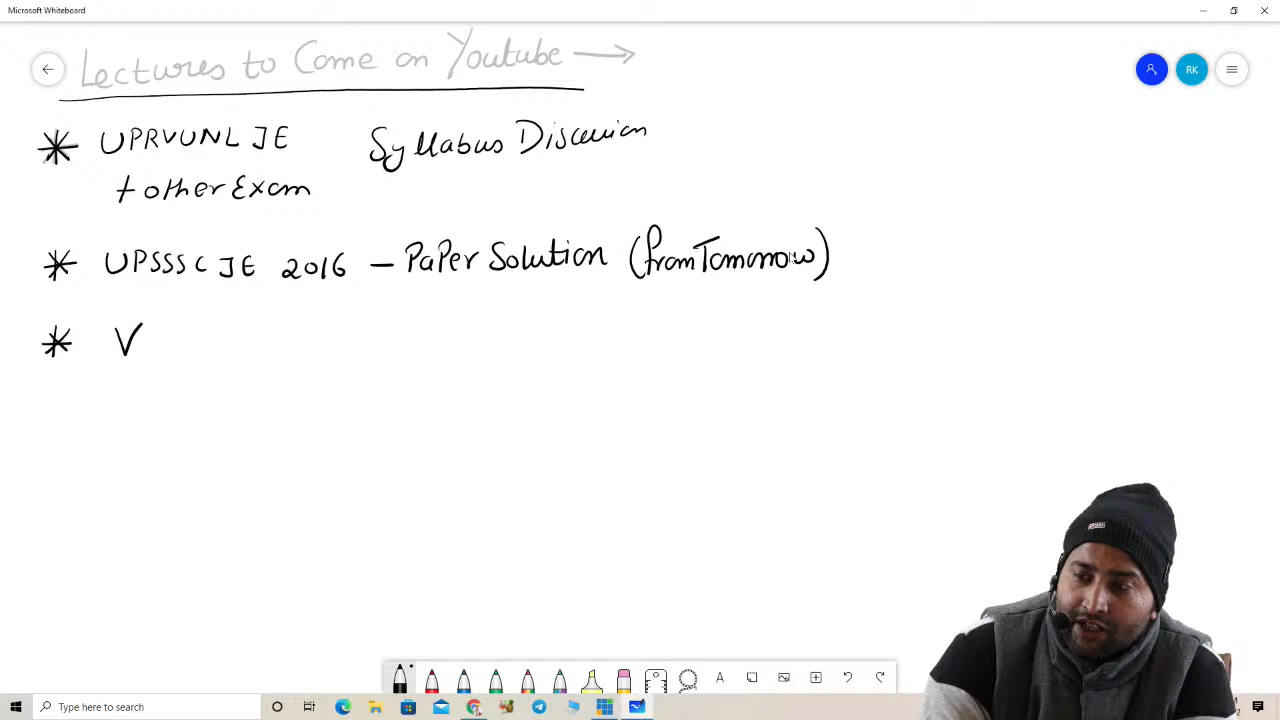 Microsoft Whiteboard
Lectures to Come on Youtube →
RK
* UPRVUNL JE Syllabus Discussion
+ other Exam
* UPSSSC JE 2016 – Paper Solution (from Tomorrow)
* V
A
Type here to search